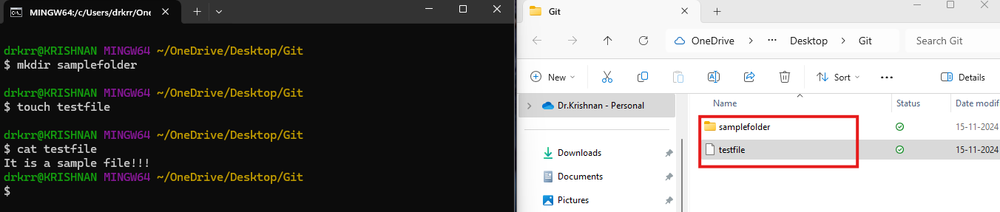 MINGW64:/c/Users/drkrr/One
drkrr@KRISHNAN MINGW64 ~/OneDrive/Desktop/Git
$ mkdir samplefolder
drkrr@KRISHNAN MINGW64 ~/OneDrive/Desktop/Git
$ touch testfile
drkrr@KRISHNAN MINGW64 ~/OneDrive/Desktop/Git
$ cat testfile
It is a sample file!!!
drkrr@KRISHNAN MINGW64 ~/OneDrive/Desktop/Git
$
Git
OneDrive > ... Desktop > Git >
Search Git
New Sort ... Details
Dr.Krishnan - Personal
Downloads
Documents
Pictures
Name Status Date modif
samplefolder 15-11-2024
testfile 15-11-2024